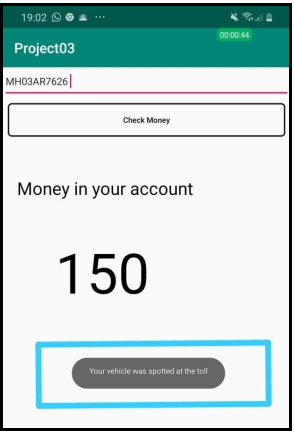 19:02
00:00:44
Project03
MH03AR7626
Check Money
Money in your account
150
Your vehicle was spotted at the toll